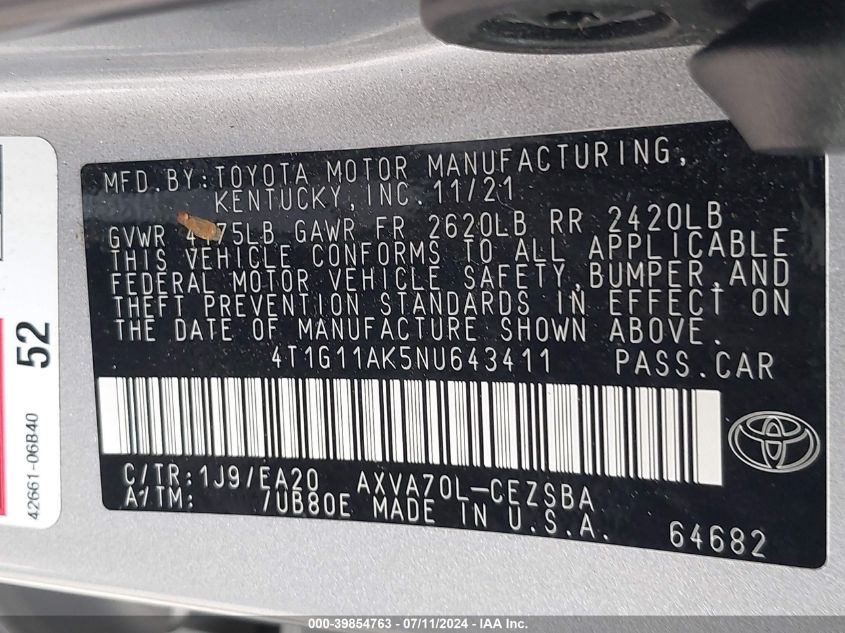 MFD.BY:TOYOTA MOTOR MANUFACTURING,
KENTUCKY,INC.11/21
GVWR GAWR FR 2620LB RR 2420LB
THIS VEHICLE CONFORMS TO ALL APPLICABLE
FEDERAL MOTOR VEHICLE SAFETY,BUMPER,AND
THEFT PREVENTION STANDARDS IN EFFECT ON
THE DATE OF MANUFACTURE SHOWN ABOVE.
4T1G11AK5NU643411 PASS.CAR
C/TR:1J9/EA20 AXVA70L-CEZSBA
A/TM: 7UB80E MADE IN U.S.A.
64682
52
42661-06B40
000-39854763 - 07/11/2024 - IAA Inc.